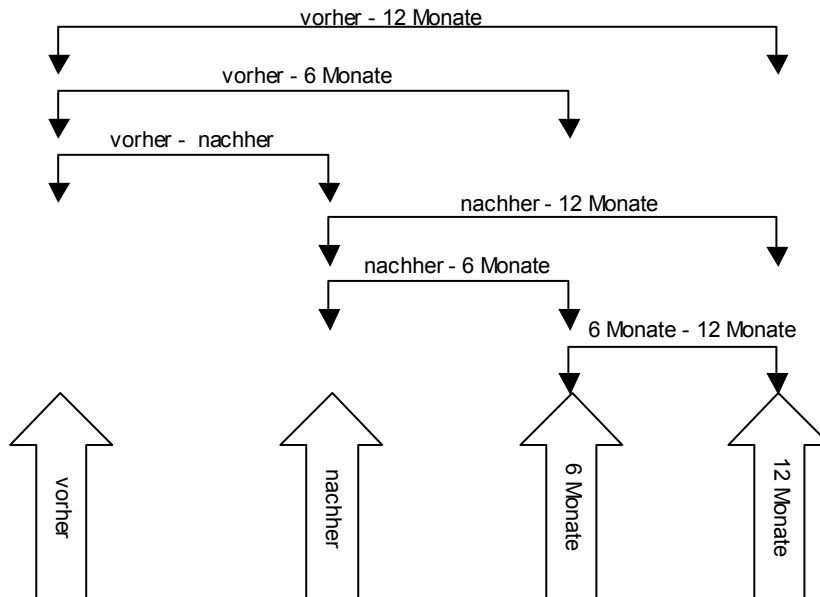 vorher - 12 Monate
vorher - 6 Monate
vorher -  nachher
nachher - 12 Monate
nachher - 6 Monate
6 Monate - 12 Monate
vorher
nachher
6 Monate
12 Monate